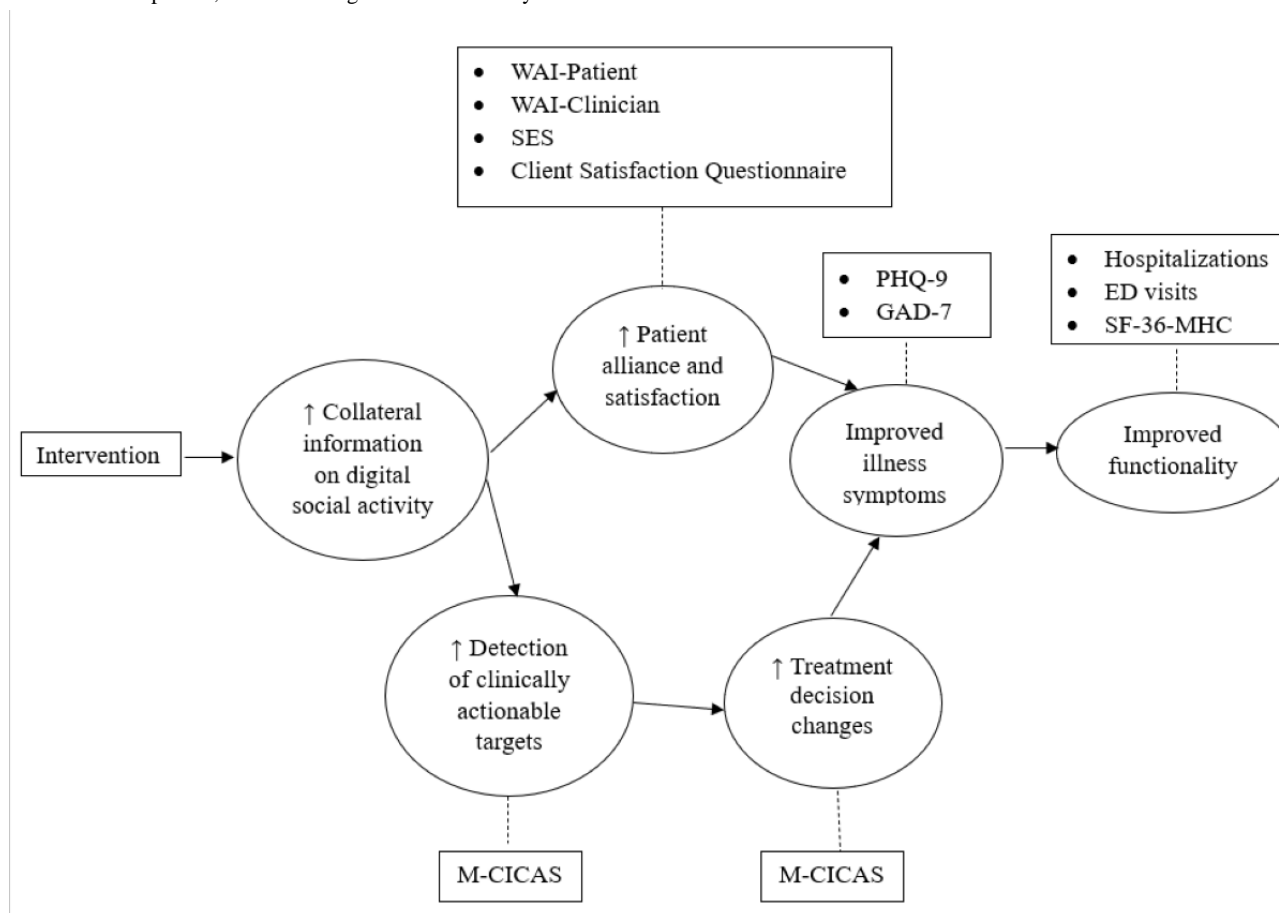 • WAI-Patient
• WAI-Clinician
• SES
• Client Satisfaction Questionnaire
• PHQ-9
• GAD-7
• Hospitalizations
• ED visits
• SF-36-MHC
↑ Patient
alliance and
satisfaction
↑ Collateral
information
on digital
social activity
Intervention
Improved
illness
symptoms
Improved
functionality
↑ Detection
of clinically
actionable
targets
↑ Treatment
decision
changes
M-CICAS
M-CICAS